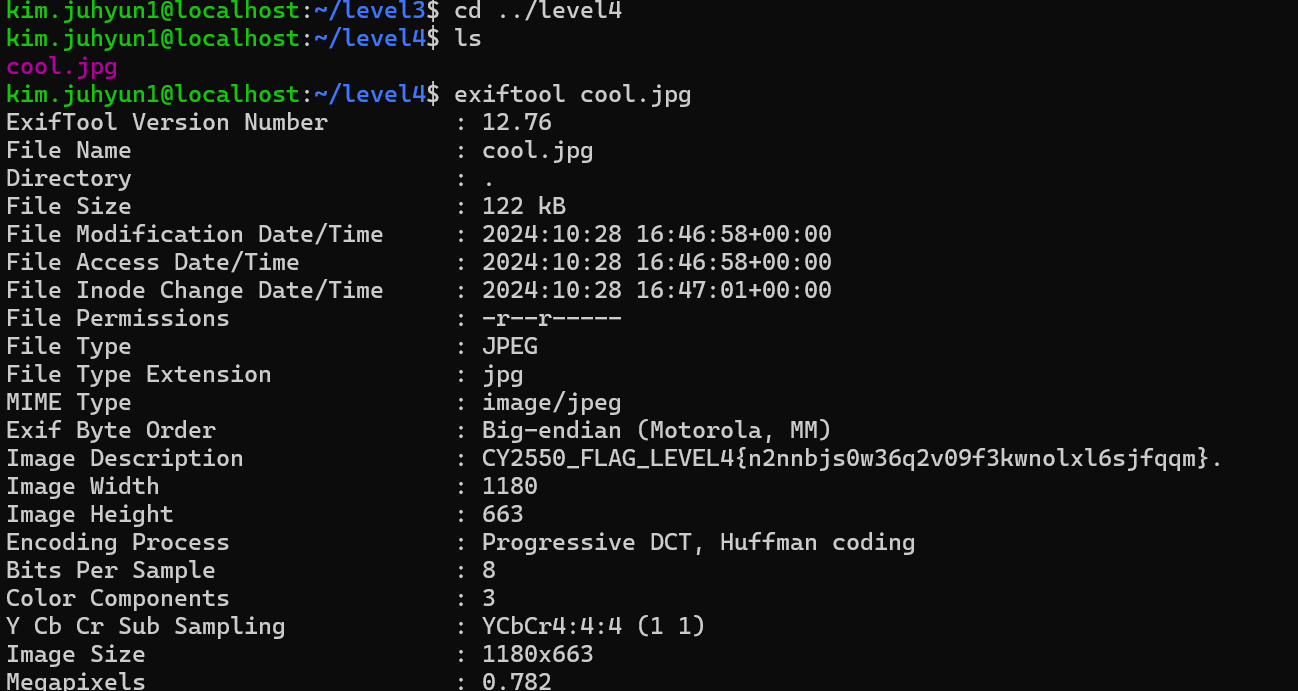 kim.juhyun1@localhost:~/level3$ cd ../level4
kim.juhyun1@localhost:~/level4$ ls
cool.jpg
kim.juhyun1@localhost:~/level4$ exiftool cool.jpg
ExifTool Version Number         : 12.76
File Name                       : cool.jpg
Directory                       : .
File Size                       : 122 kB
File Modification Date/Time     : 2024:10:28 16:46:58+00:00
File Access Date/Time           : 2024:10:28 16:46:58+00:00
File Inode Change Date/Time     : 2024:10:28 16:47:01+00:00
File Permissions                : -r--r-----
File Type                       : JPEG
File Type Extension             : jpg
MIME Type                       : image/jpeg
Exif Byte Order                 : Big-endian (Motorola, MM)
Image Description               : CY2550_FLAG_LEVEL4{n2nnbjs0w36q2v09f3kwnolxl6sjfqqm}.
Image Width                     : 1180
Image Height                    : 663
Encoding Process                : Progressive DCT, Huffman coding
Bits Per Sample                 : 8
Color Components                : 3
Y Cb Cr Sub Sampling            : YCbCr4:4:4 (1 1)
Image Size                      : 1180x663
Megapixels                      : 0.782